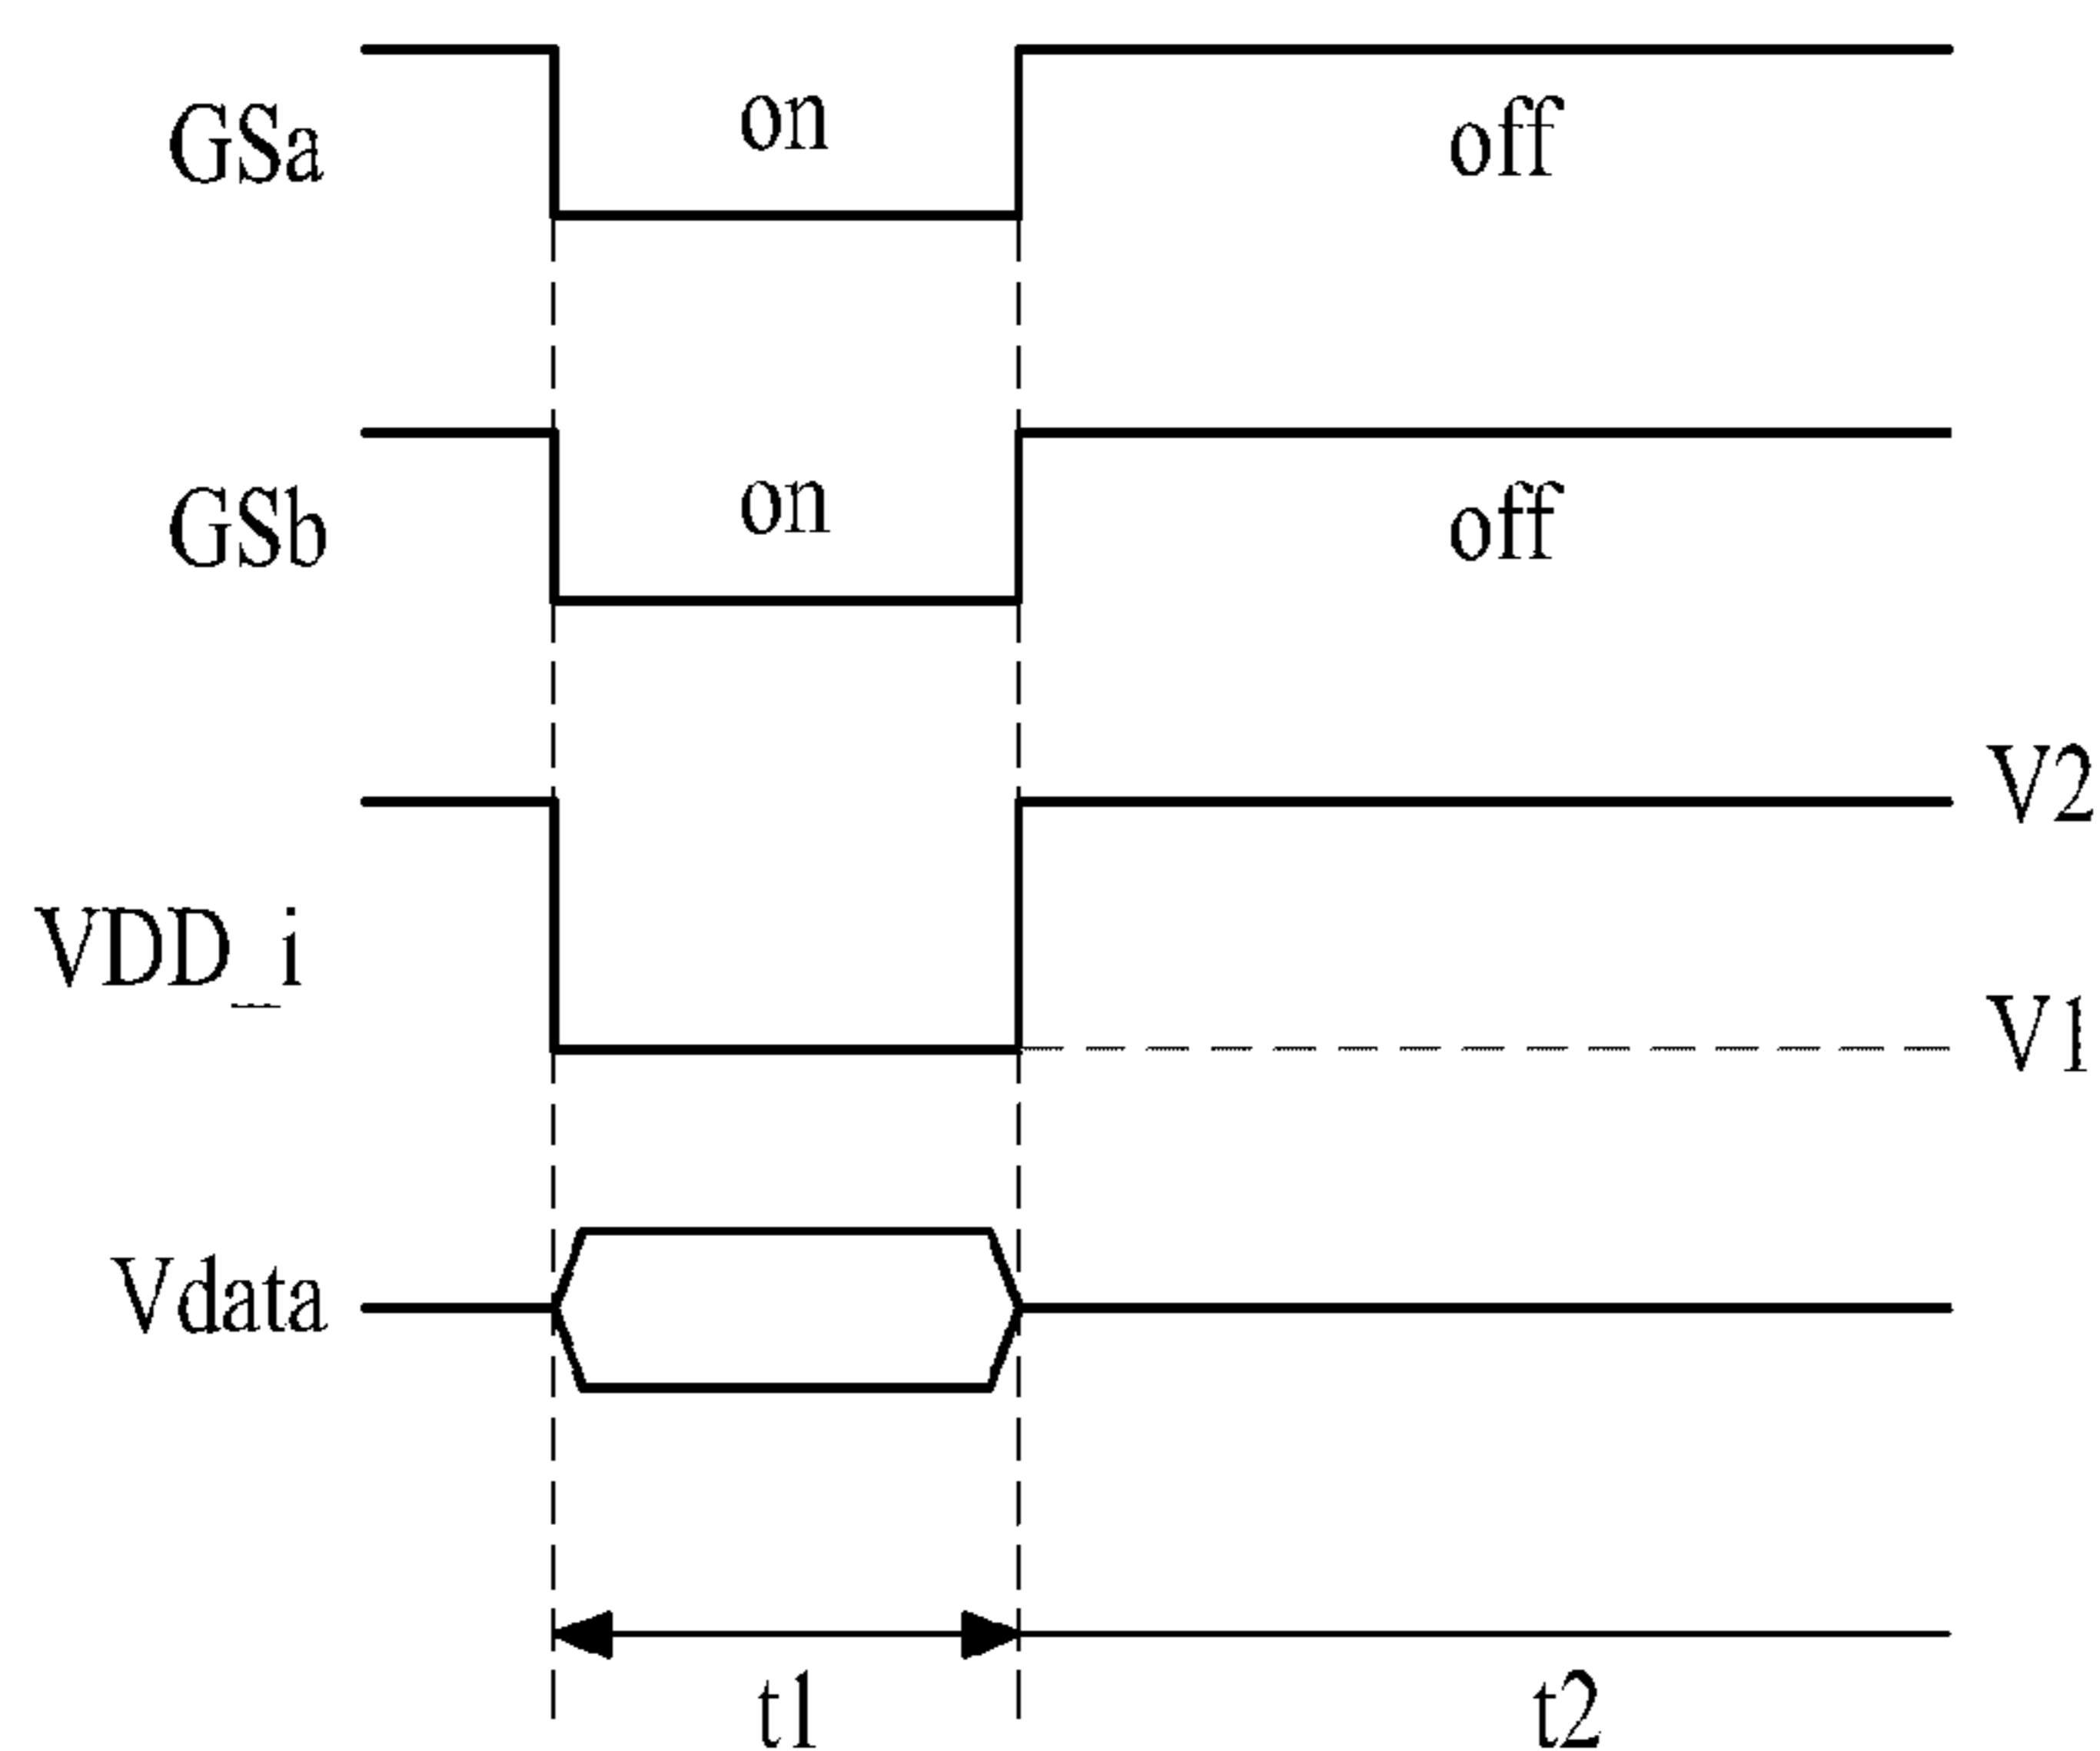 GSa
on
off
GSb
on
off
V2
VDD_i
V1
Vdata
t1
t2